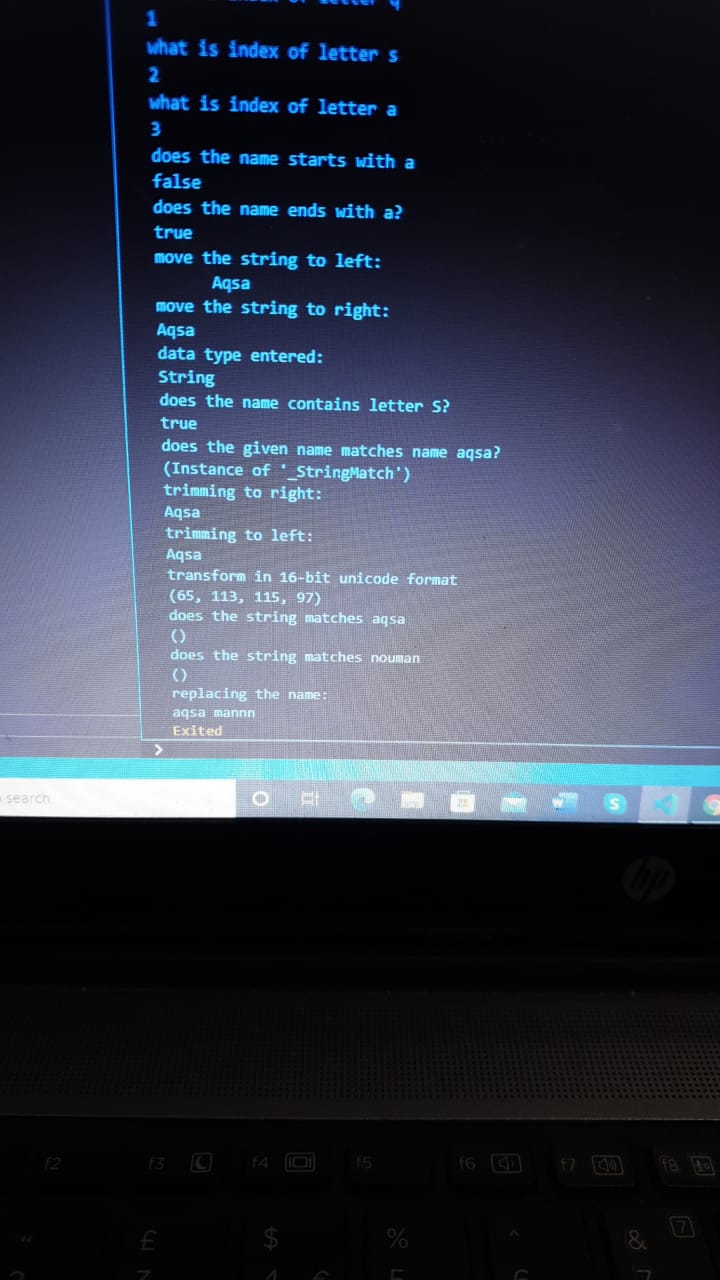 index of letter q
1
what is index of letter s
2
what is index of letter a
3
does the name starts with a
false
does the name ends with a?
true
move the string to left:
Aqsa
move the string to right:
Aqsa
data type entered:
String
does the name contains letter S?
true
does the given name matches name aqsa?
(Instance of '_StringMatch')
trimming to right:
Aqsa
trimming to left:
Aqsa
transform in 16-bit unicode format
(65, 113, 115, 97)
does the string matches aqsa
()
does the string matches nouman
()
replacing the name:
aqsa mannn
Exited
>
search
hp
f2 f3 f4 f5 f6 f7 f8
" £ $ % ^ & 7